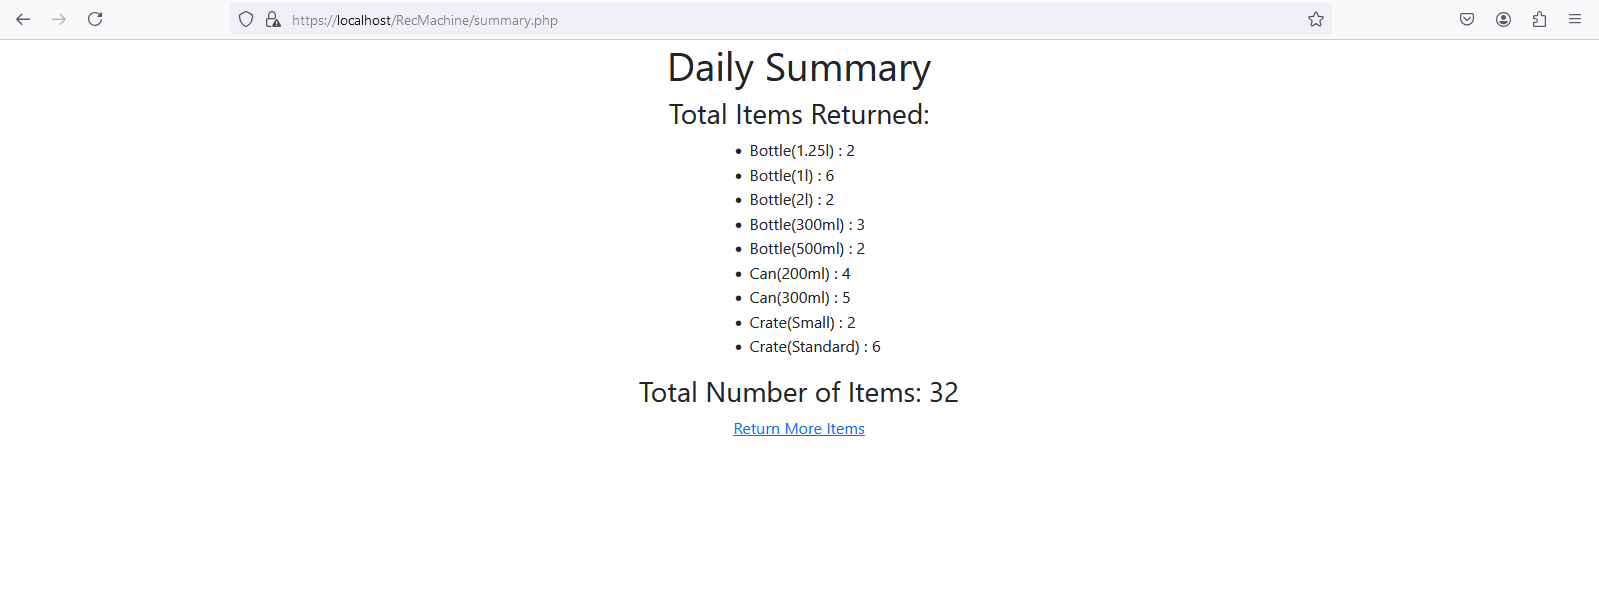 https://localhost/RecMachine/summary.php
Daily Summary
Total Items Returned:
• Bottle(1.25l) : 2
• Bottle(1l) : 6
• Bottle(2l) : 2
• Bottle(300ml) : 3
• Bottle(500ml) : 2
• Can(200ml) : 4
• Can(300ml) : 5
• Crate(Small) : 2
• Crate(Standard) : 6
Total Number of Items: 32
Return More Items